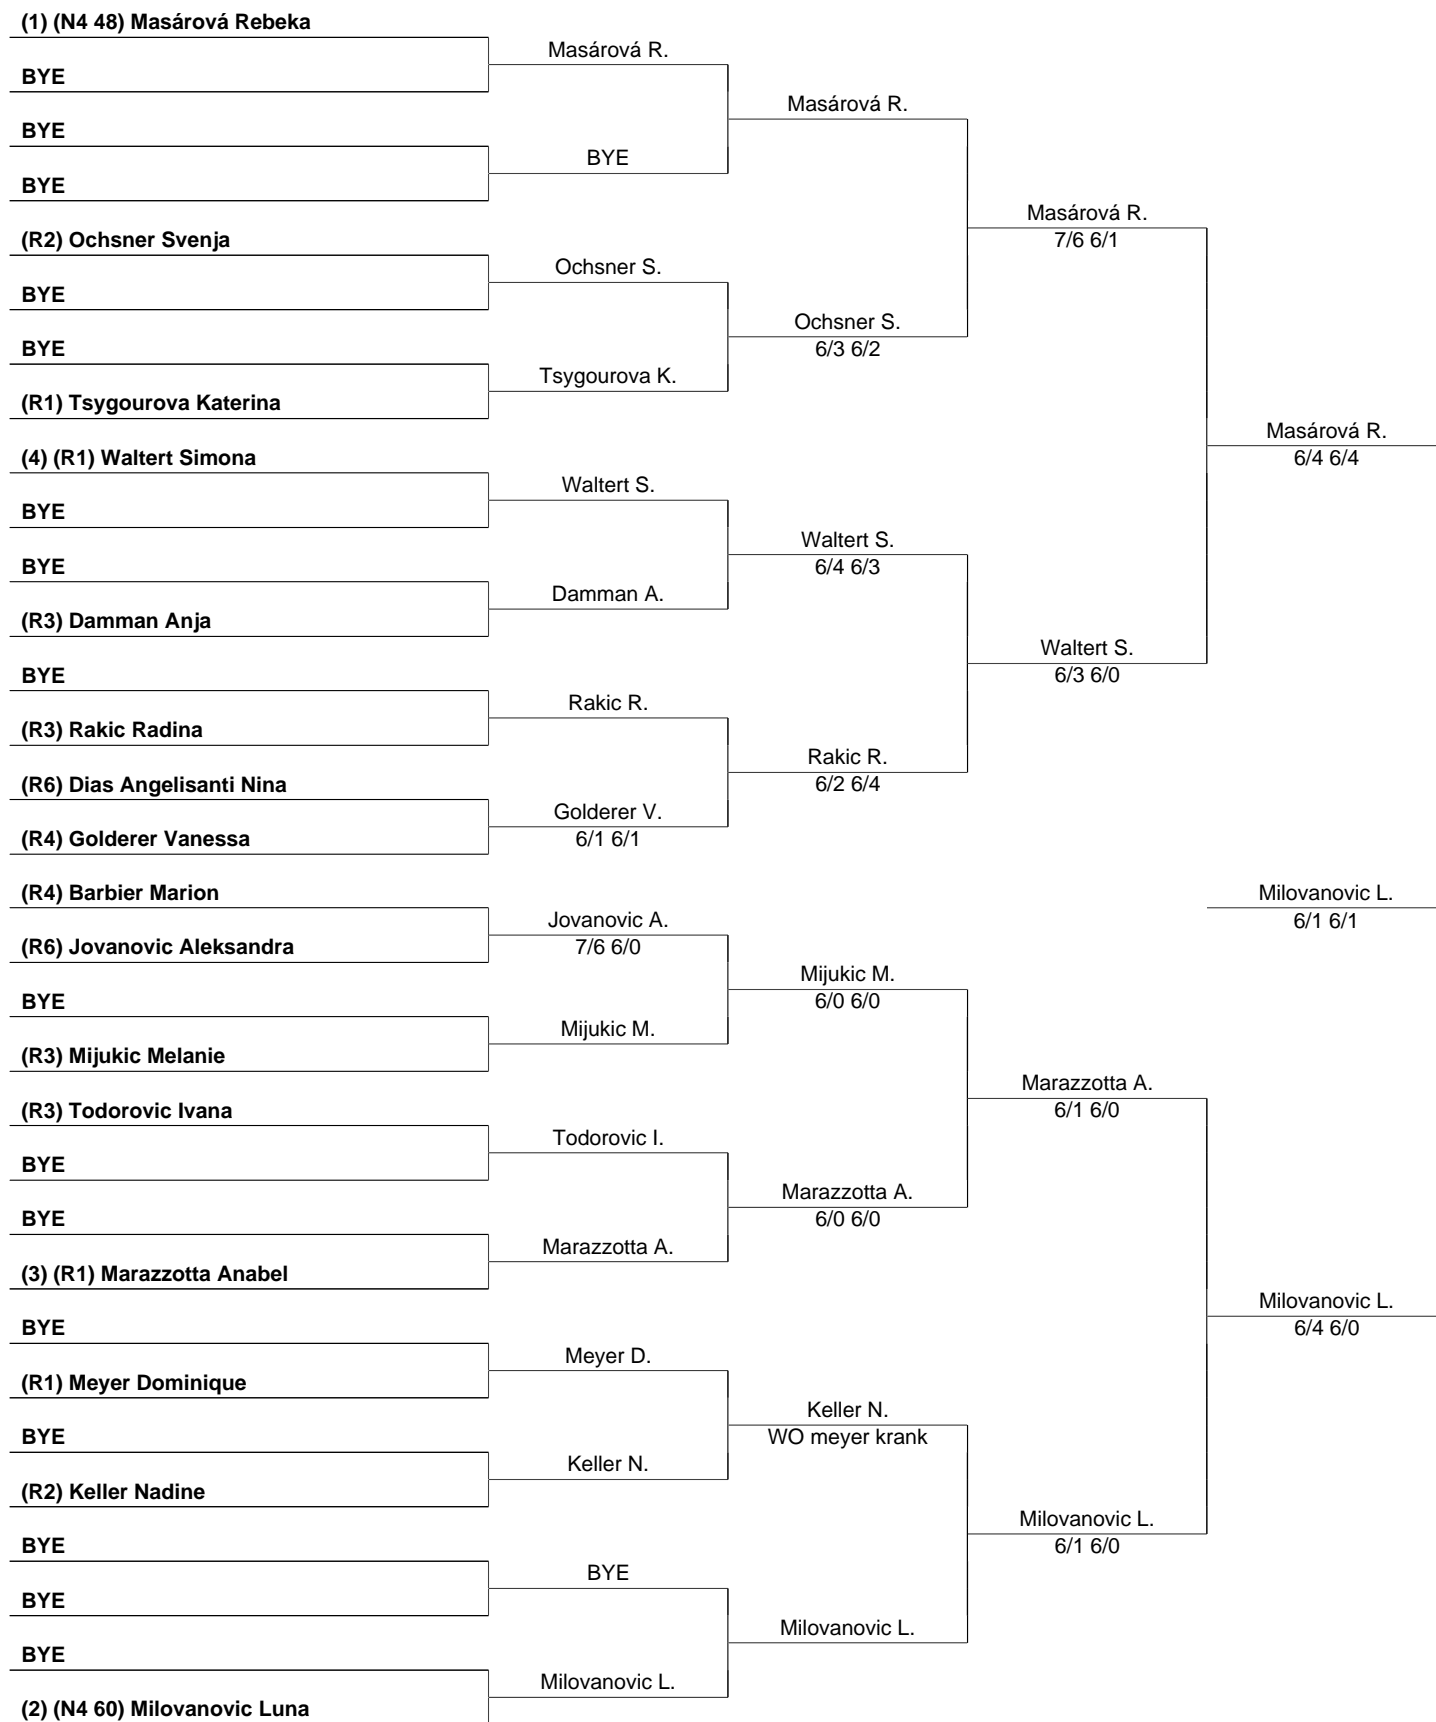 (1) (N4 48) Masárová Rebeka
Masárová R.
BYE
Masárová R.
BYE
BYE
BYE
Masárová R.
7/6 6/1
(R2) Ochsner Svenja
Ochsner S.
BYE
Ochsner S.
6/3 6/2
BYE
Tsygourova K.
(R1) Tsygourova Katerina
Masárová R.
6/4 6/4
(4) (R1) Waltert Simona
Waltert S.
BYE
Waltert S.
6/4 6/3
BYE
Damman A.
(R3) Damman Anja
Waltert S.
6/3 6/0
BYE
Rakic R.
(R3) Rakic Radina
Rakic R.
6/2 6/4
(R6) Dias Angelisanti Nina
Golderer V.
6/1 6/1
(R4) Golderer Vanessa
Milovanovic L.
6/1 6/1
(R4) Barbier Marion
Jovanovic A.
7/6 6/0
(R6) Jovanovic Aleksandra
Mijukic M.
6/0 6/0
BYE
Mijukic M.
(R3) Mijukic Melanie
Marazzotta A.
6/1 6/0
(R3) Todorovic Ivana
Todorovic I.
BYE
Marazzotta A.
6/0 6/0
BYE
Marazzotta A.
(3) (R1) Marazzotta Anabel
Milovanovic L.
6/4 6/0
BYE
Meyer D.
(R1) Meyer Dominique
Keller N.
WO meyer krank
BYE
Keller N.
(R2) Keller Nadine
Milovanovic L.
6/1 6/0
BYE
BYE
BYE
Milovanovic L.
BYE
Milovanovic L.
(2) (N4 60) Milovanovic Luna